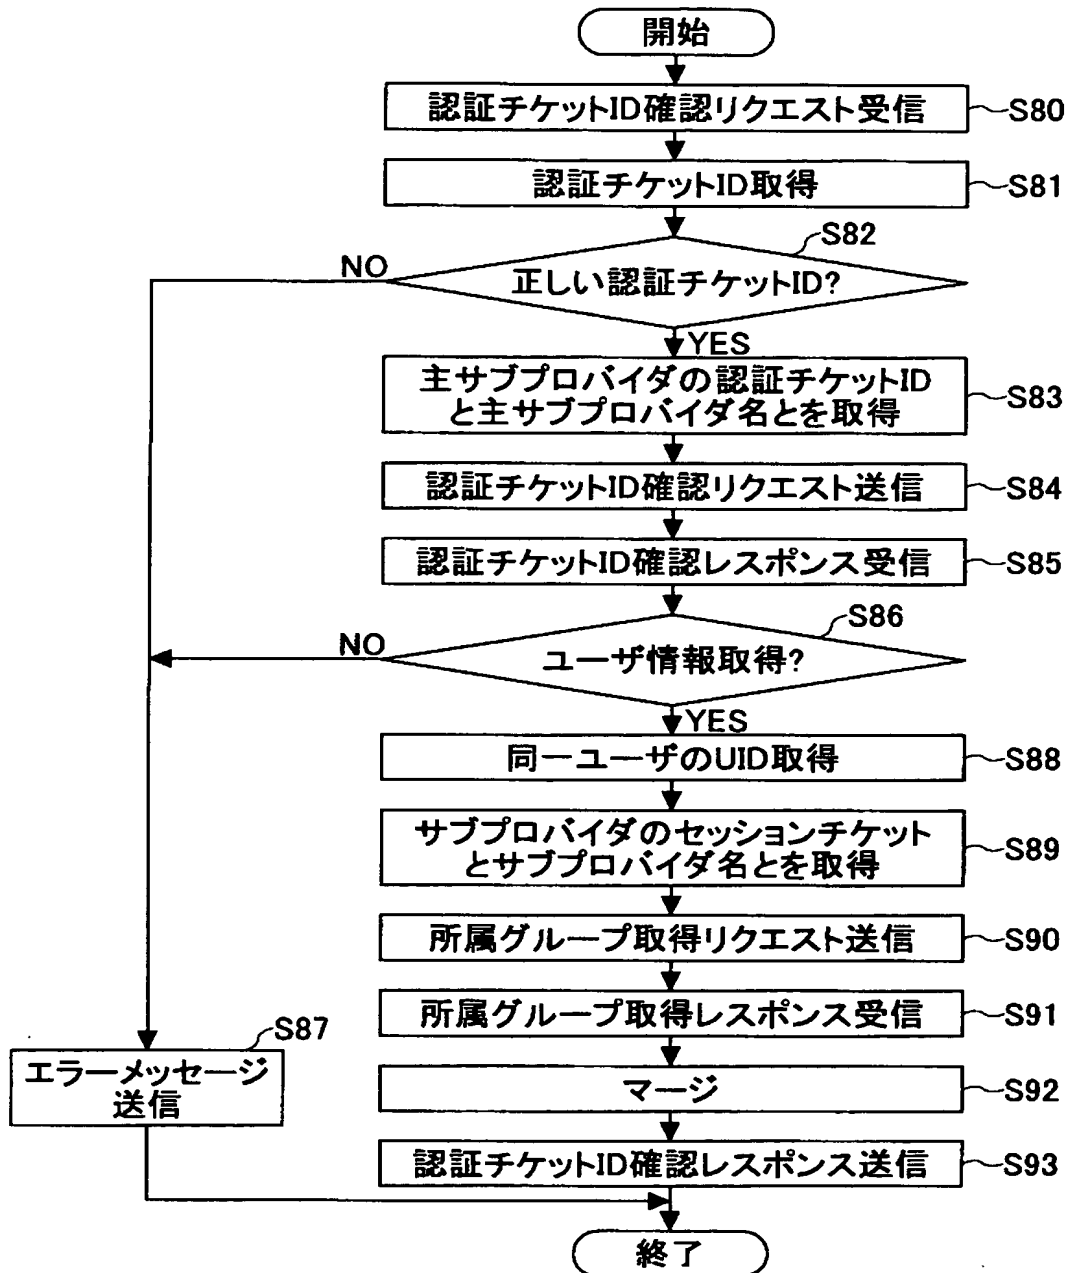 開始
認証チケットID確認リクエスト受信
S80
認証チケットID取得
S81
S82
NO
正しい認証チケットID?
YES
主サブプロバイダの認証チケットID
と主サブプロバイダ名とを取得
S83
認証チケットID確認リクエスト送信
S84
認証チケットID確認レスポンス受信
S85
S86
NO
ユーザ情報取得?
YES
同一ユーザのUID取得
S88
サブプロバイダのセッションチケット
とサブプロバイダ名とを取得
S89
所属グループ取得リクエスト送信
S90
所属グループ取得レスポンス受信
S91
S87
エラーメッセージ
送信
マージ
S92
認証チケットID確認レスポンス送信
S93
終了